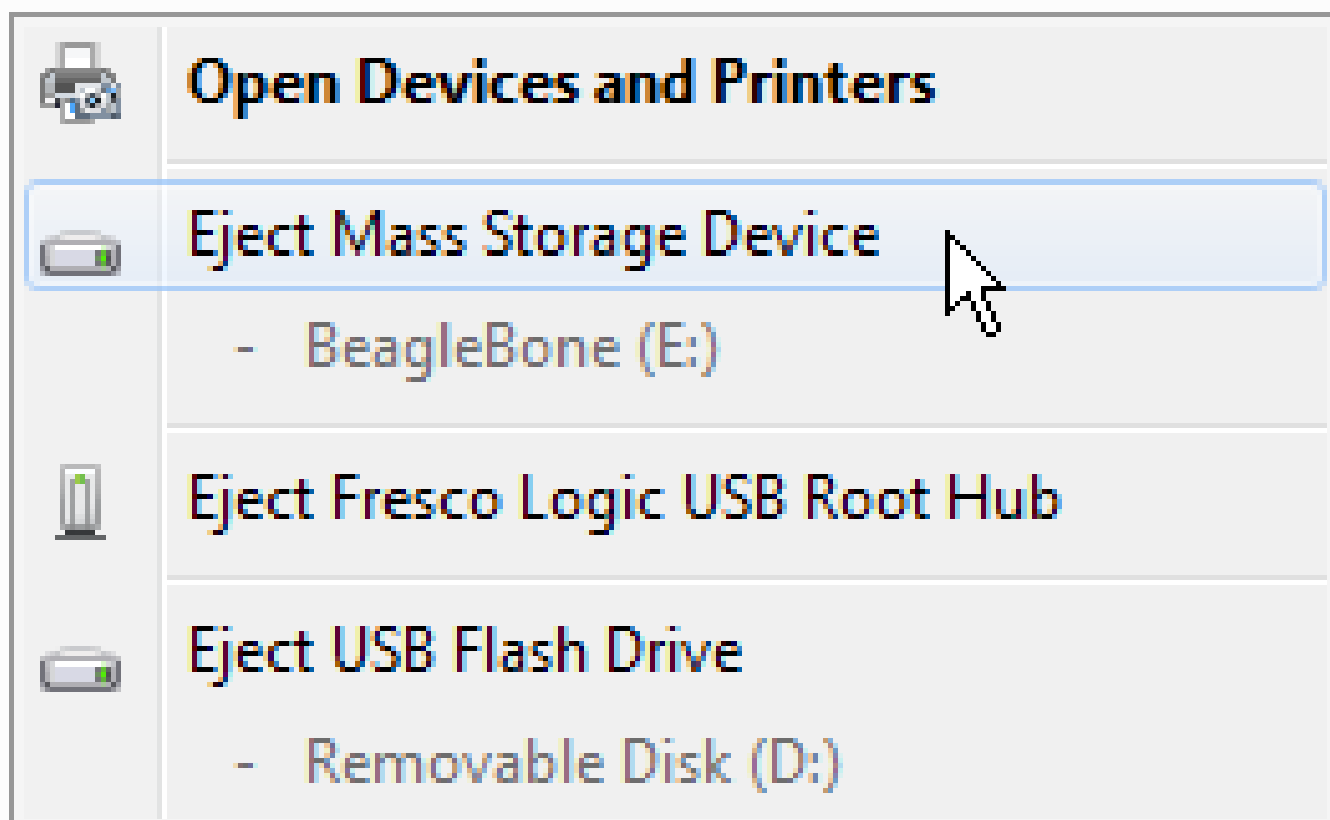 Open Devices and Printers
Eject Mass Storage Device
- BeagleBone (E:)
Eject Fresco Logic USB Root Hub
Eject USB Flash Drive
- Removable Disk (D:)